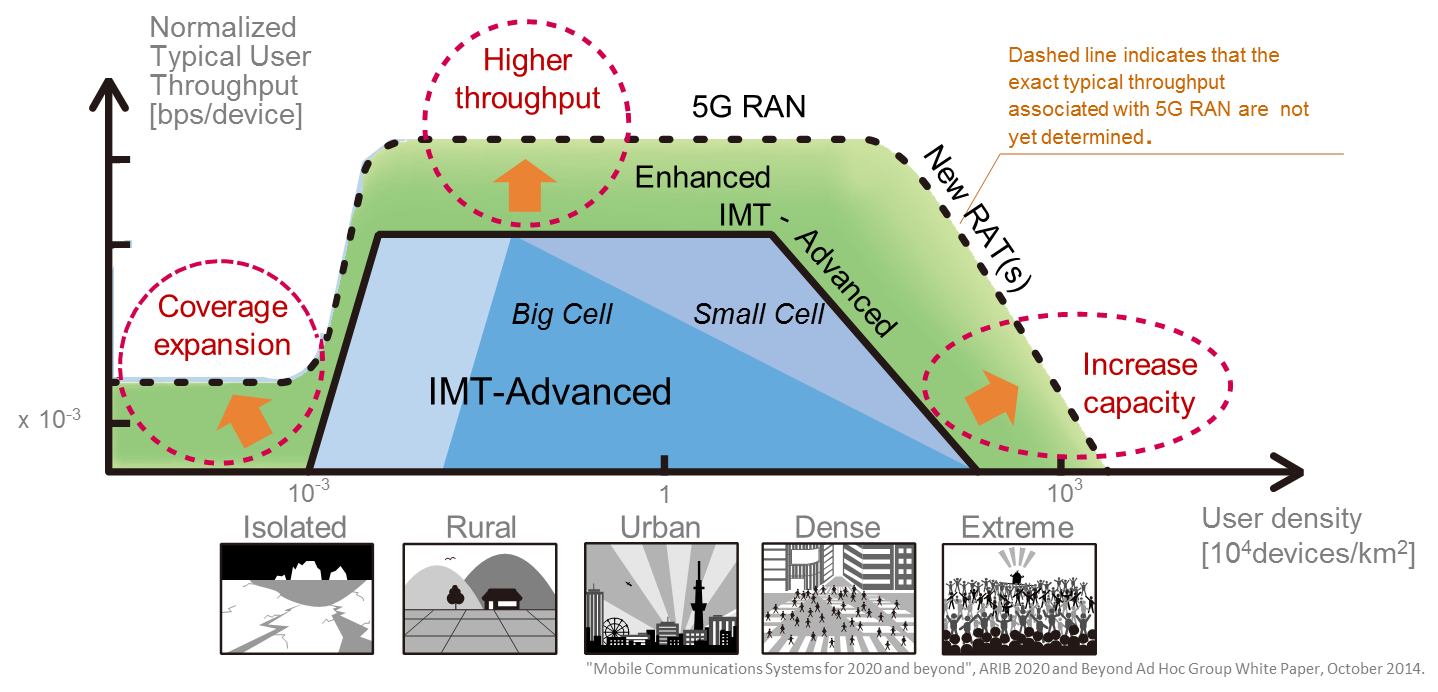 Normalized
Typical User
Throughput
[bps/device]
Higher
throughput
5G RAN
Dashed line indicates that the
exact typical throughput
associated with 5G RAN are not
yet determined.
New RAT(s)
Enhanced
IMT -
Advanced
Coverage
expansion
Big Cell
Small Cell
IMT-Advanced
Increase
capacity
x 10-3
10-3
1
103
User density
[104devices/km2]
Isolated
Rural
Urban
Dense
Extreme
"Mobile Communications Systems for 2020 and beyond", ARIB 2020 and Beyond Ad Hoc Group White Paper, October 2014.